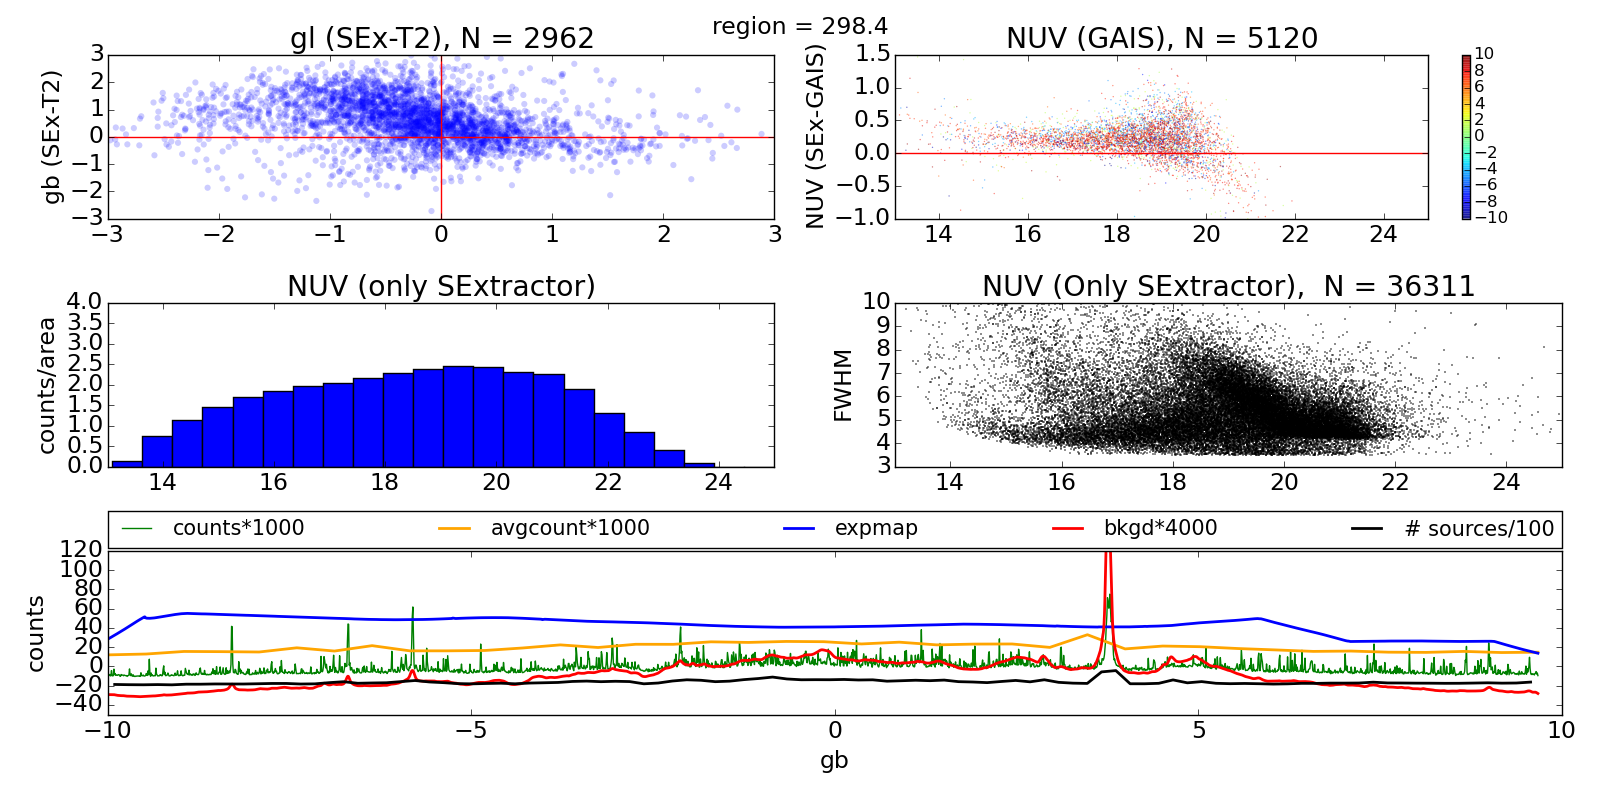 region = 298.4
gl (SEx-T2), N = 2962
gb (SEx-T2)
3
2
1
0
−1
−2
−3
−3 −2 −1 0 1 2 3
NUV (GAIS), N = 5120
NUV (SEx-GAIS)
1.5
1.0
0.5
0.0
−0.5
−1.0
14 16 18 20 22 24
10
8
6
4
2
0
−2
−4
−6
−8
−10
NUV (only SExtractor)
counts/area
4.0
3.5
3.0
2.5
2.0
1.5
1.0
0.5
0.0
14 16 18 20 22 24
NUV (Only SExtractor),  N = 36311
FWHM
10
9
8
7
6
5
4
3
14 16 18 20 22 24
counts*1000 avgcount*1000 expmap bkgd*4000 # sources/100
counts
120
100
80
60
40
20
0
−20
−40
−10 −5 0 5 10
gb